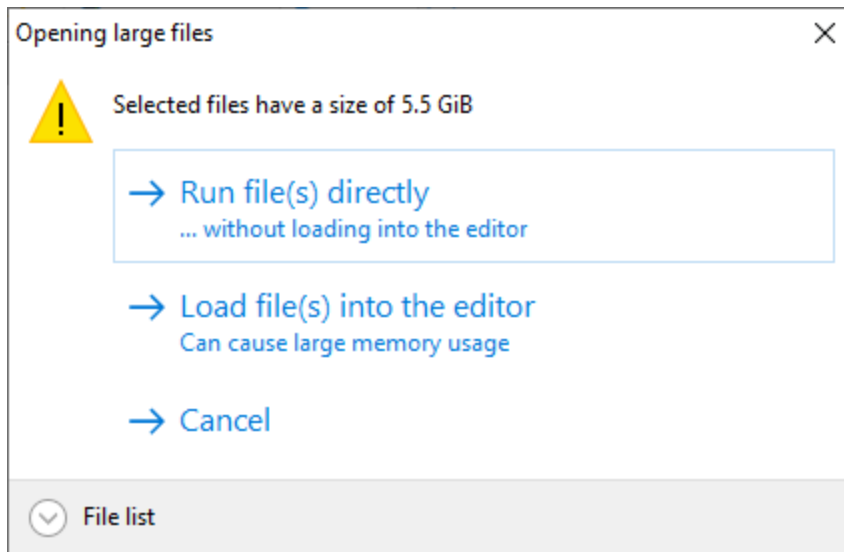 Opening large files
Selected files have a size of 5.5 GiB
Run file(s) directly
... without loading into the editor
Load file(s) into the editor
Can cause large memory usage
Cancel
File list